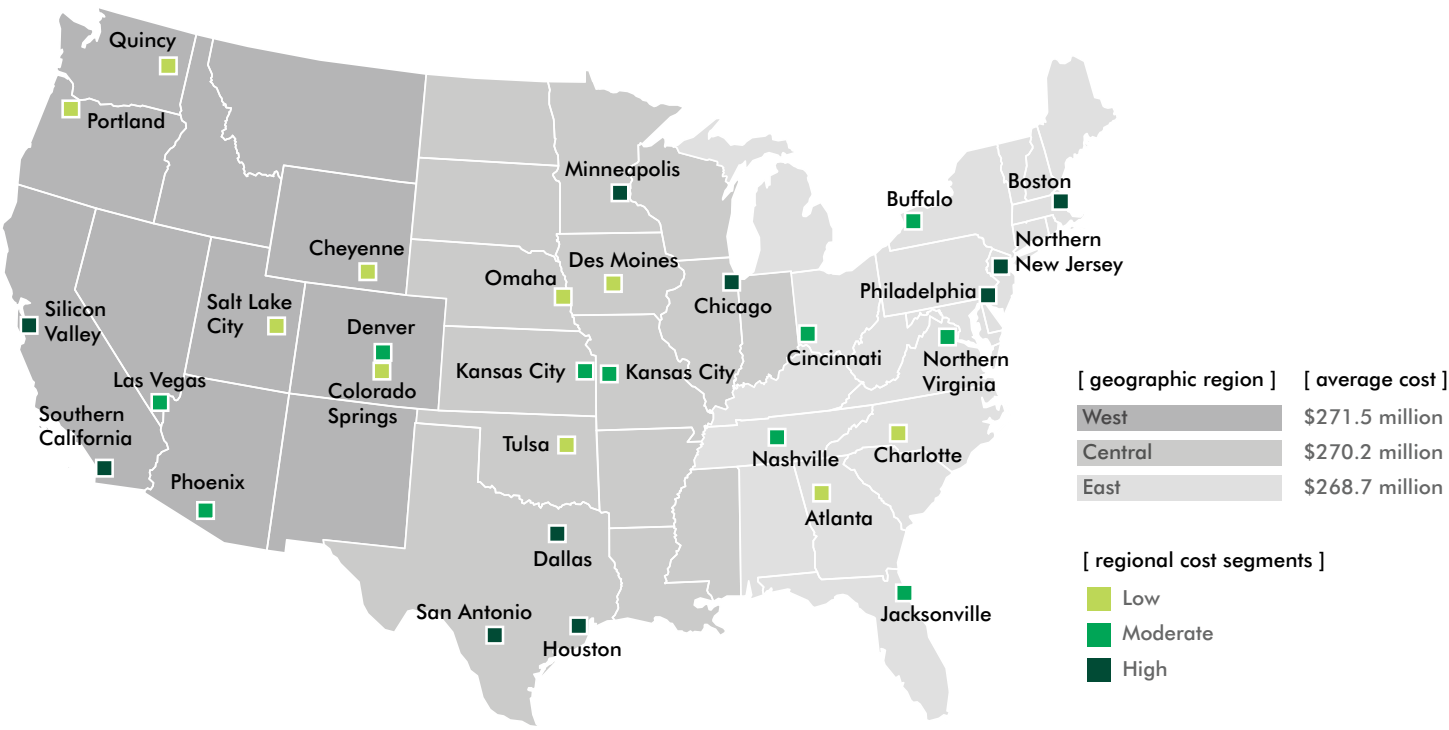 Quincy
Portland
Minneapolis
Boston
Buffalo
Northern
New Jersey
Cheyenne
Des Moines
Omaha
Philadelphia
Chicago
Silicon
Valley
Salt Lake
City
Denver
Cincinnati
Northern
Virginia
Kansas City
Kansas City
Las Vegas
Colorado
Springs
Southern
California
Tulsa
Nashville
Charlotte
Phoenix
Atlanta
Dallas
San Antonio
Houston
Jacksonville
[ geographic region ] [ average cost ]
West $271.5 million
Central $270.2 million
East $268.7 million
[ regional cost segments ]
Low
Moderate
High